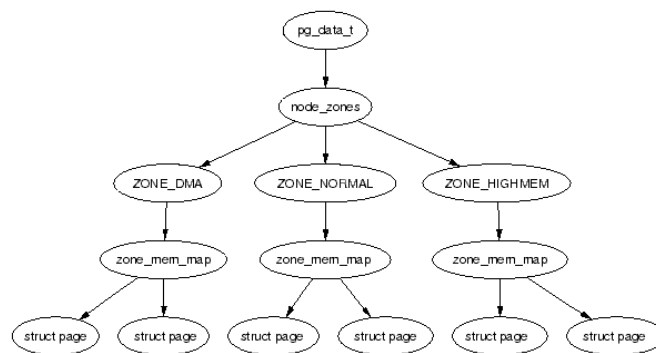 pg_data_t
node_zones
ZONE_DMA ZONE_NORMAL ZONE_HIGHMEM
zone_mem_map zone_mem_map zone_mem_map
struct page struct page struct page struct page struct page struct page